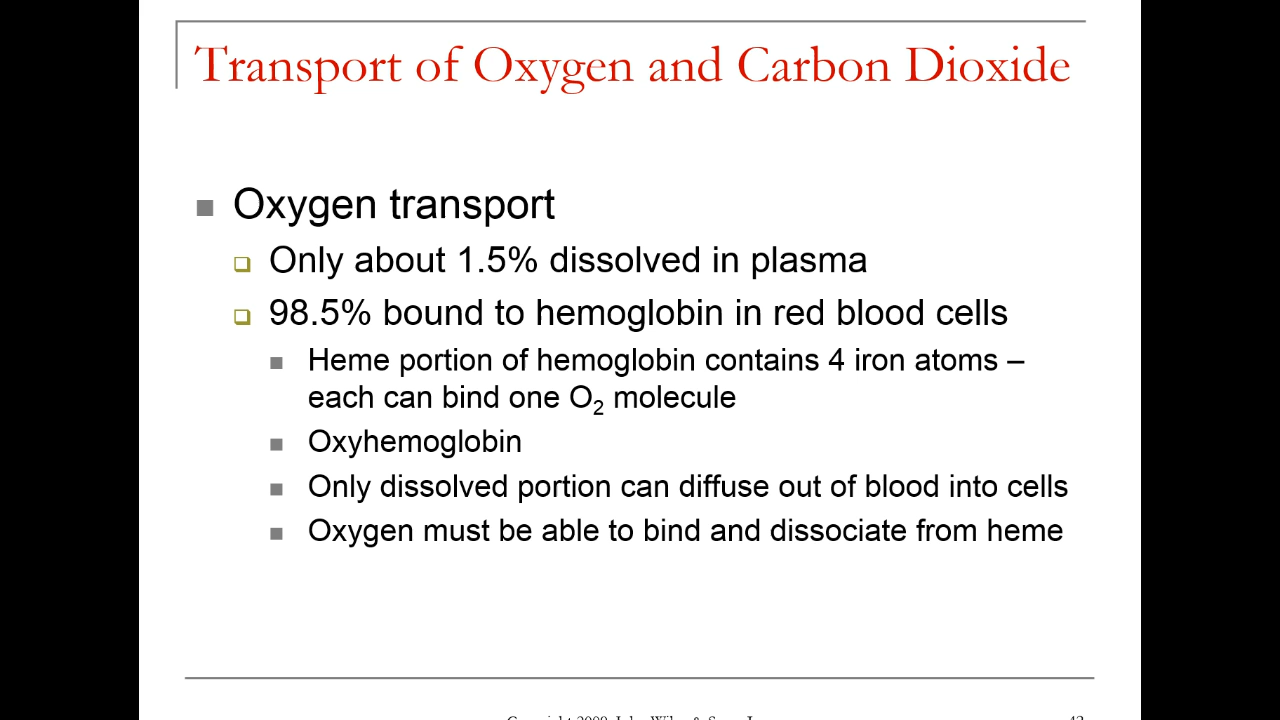 Transport of Oxygen and Carbon Dioxide
Oxygen transport
Only about 1.5% dissolved in plasma
98.5% bound to hemoglobin in red blood cells
Heme portion of hemoglobin contains 4 iron atoms –
each can bind one O₂ molecule
Oxyhemoglobin
Only dissolved portion can diffuse out of blood into cells
Oxygen must be able to bind and dissociate from heme